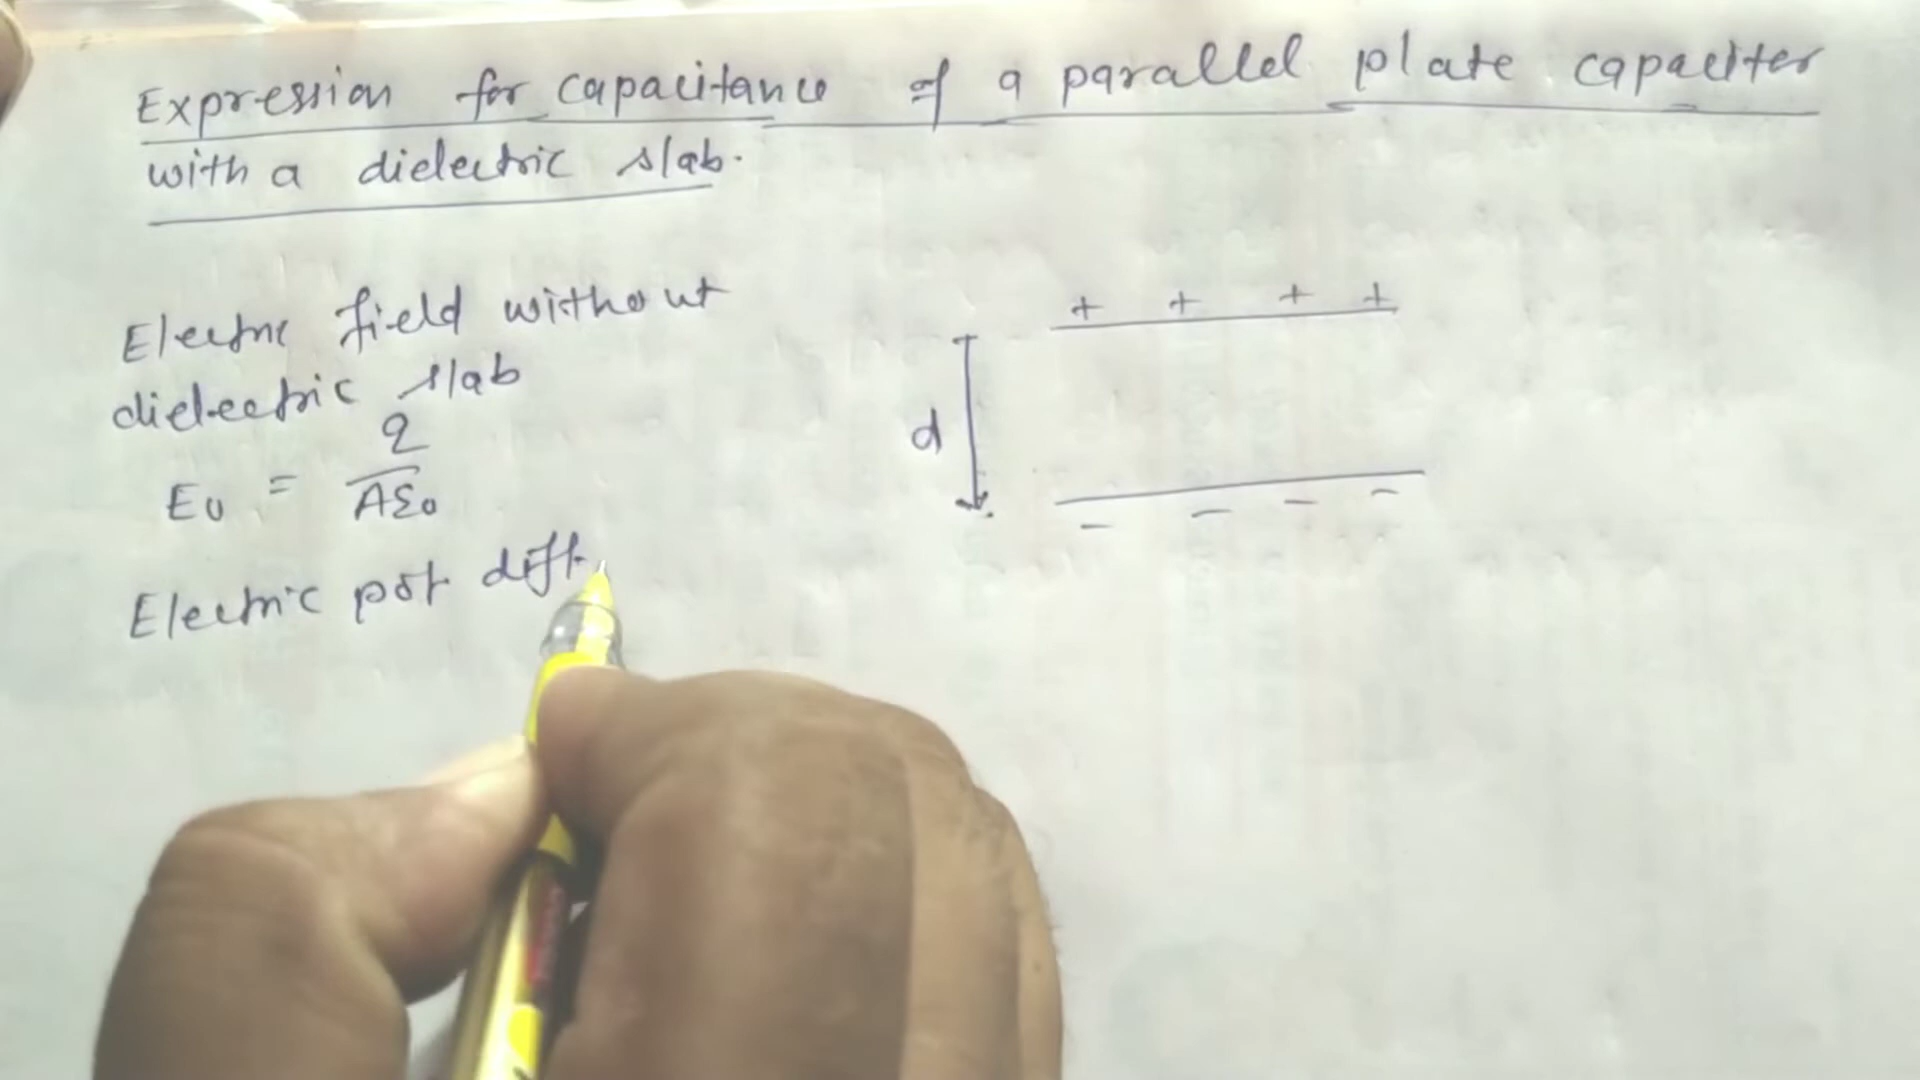 Expression for capacitance of a parallel plate capacitor
with a dielectric slab.
Electric field without
dielectric slab
E0 = q / Aε0
Electric pot diff
+ + + +
d
- - - -